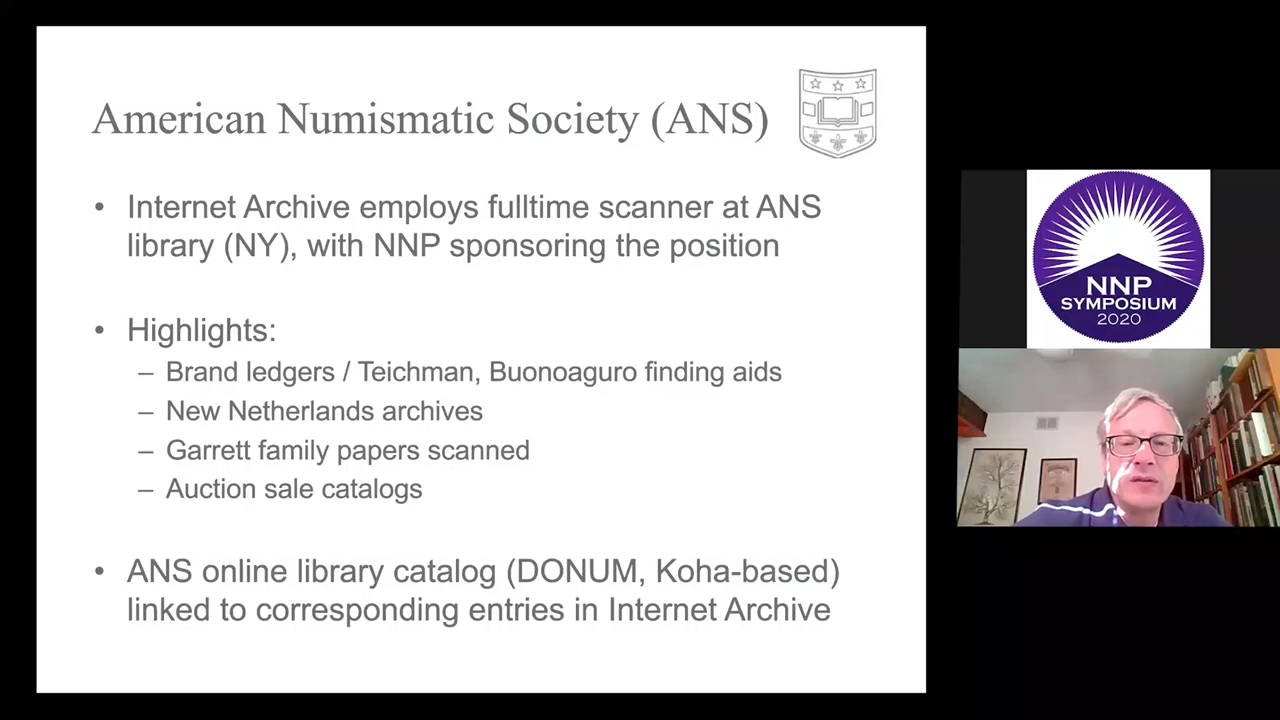 American Numismatic Society (ANS)
• Internet Archive employs fulltime scanner at ANS
library (NY), with NNP sponsoring the position
• Highlights:
– Brand ledgers / Teichman, Buonoaguro finding aids
– New Netherlands archives
– Garrett family papers scanned
– Auction sale catalogs
• ANS online library catalog (DONUM, Koha-based)
linked to corresponding entries in Internet Archive
NNP
SYMPOSIUM
2020